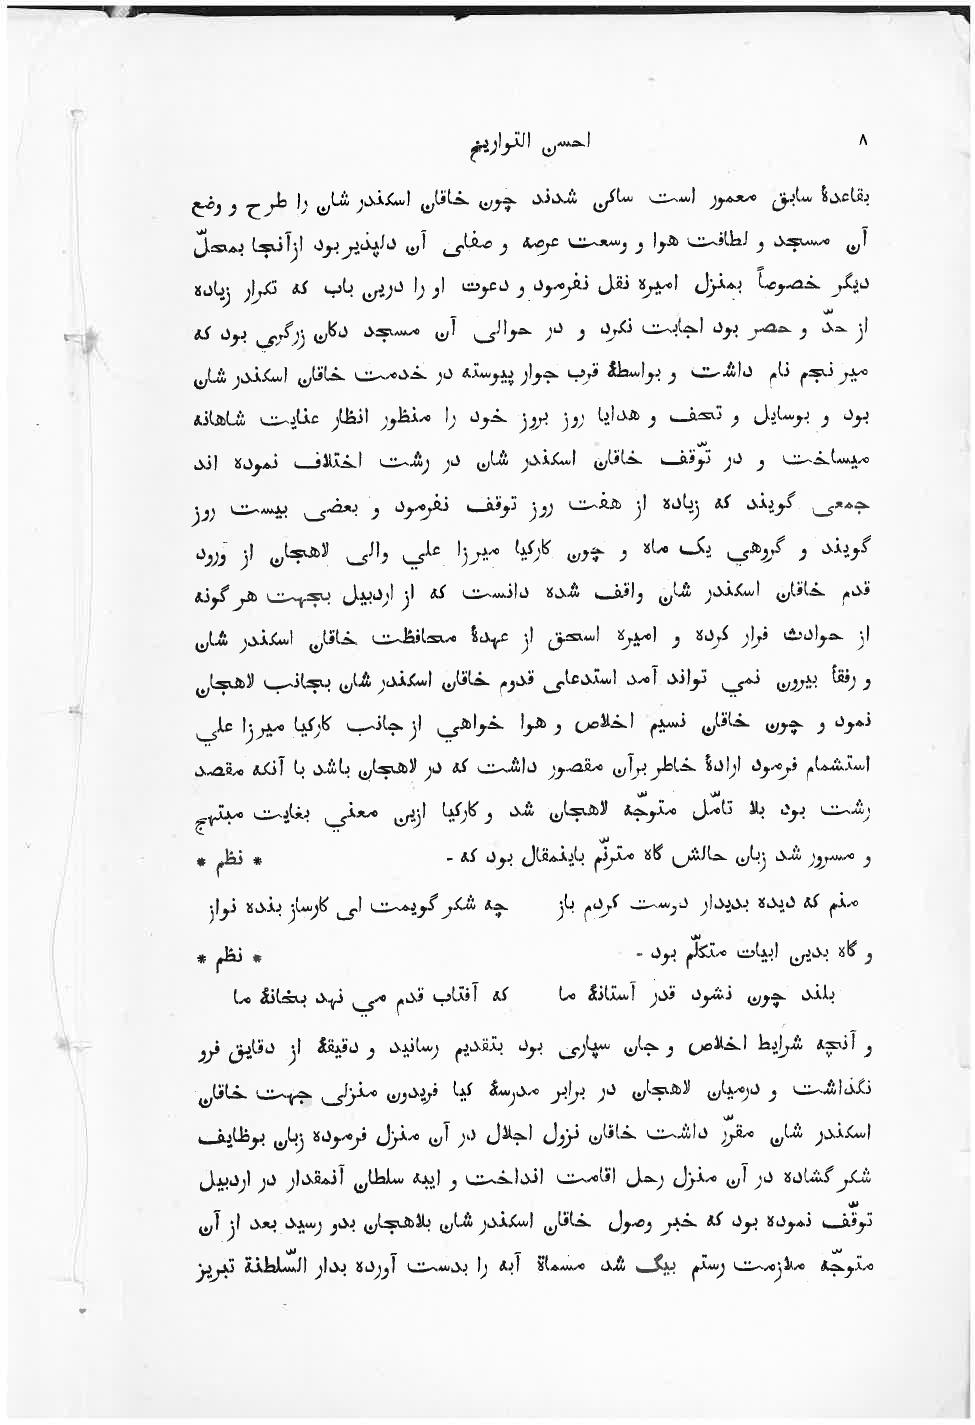 ۸ احسن التواریخ
بقاعدهٔ سابق معمور است ساکن شدند چون خاقان اسکندر شان را طرح و وضع
آن مسجد و لطافت هوا و وسعت عرصه و صفای آن دلپذیر بود ازآنجا بمحلّ
دیگر خصوصاً بمنزل امیره نقل نفرمود و دعوت او را درین باب که تکرار زیاده
از حدّ و حصر بود اجابت نکرد و در حوالی آن مسجد دکان زرگری بود که
میر نجم نام داشت و بواسطهٔ قرب جوار پیوسته در خدمت خاقان اسکندر شان
بود و بوسایل و تحف و هدایا روز بروز خود را منظور انظار عنایت شاهانه
میساخت و در توّقف خاقان اسکندر شان در رشت اختلاف نموده اند
جمعی گویند که زیاده از هفت روز توقف نفرمود و بعضی بیست روز
گویند و گروهي یک ماه و چون کارکیا میرزا علي والی لاهجان از ورود
قدم خاقان اسکندر شان واقف شده دانست که از اردبیل بجهت هر گونه
از حوادث فرار کرده و امیره اسحق از عهدهٔ محافظت خاقان اسکندر شان
و رفقأ بیرون نمي تواند آمد استدعای قدوم خاقان اسکندر شان بجانب لاهجان
نمود و چون خاقان نسیم اخلاص و هوا خواهي از جانب کارکیا میرزا علي
استشمام فرمود ارادهٔ خاطر برآن مقصور داشت که در لاهجان باشد با آنکه مقصد
رشت بود بلا تامّل متوجّه لاهجان شد و کارکیا ازین معني بغایت مبتهج
و مسرور شد زبان حالش گاه مترنّم باینمقال بود که - * نظم *
منم که دیده بدیدار درست کردم باز چه شکر گویمت ای کارساز بنده نواز
و گاه بدین ابیات متکلّم بود - * نظم *
بلند چون نشود قدر آستانهٔ ما که آفتاب قدم مي نهد بخانهٔ ما
و آنچه شرایط اخلاص و جان سپاری بود بتقدیم رسانید و دقیقهٔ از دقایق فرو
نگذاشت و درمیان لاهجان در برابر مدرسهٔ کیا فریدون منزلی جهت خاقان
اسکندر شان مقرّر داشت خاقان نزول اجلال در آن منزل فرموده زبان بوظایف
شکر گشاده در آن منزل رحل اقامت انداخت و ایبه سلطان آنمقدار در اردبیل
توقّف نموده بود که خبر وصول خاقان اسکندر شان بلاهجان بدو رسید بعد از آن
متوجّه ملازمت رستم بیگ شد مسماة آبه را بدست آورده بدار السّلطنة تبریز